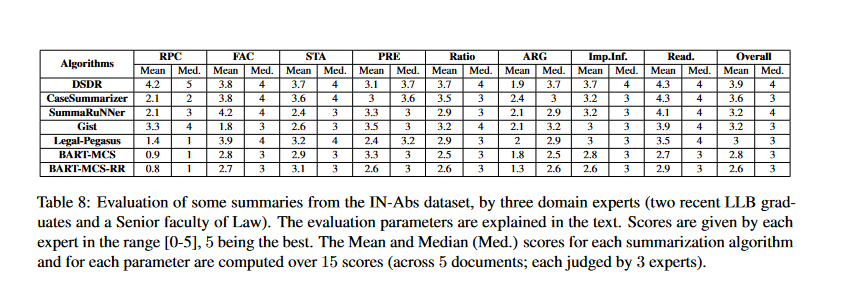 Algorithms RPC FAC STA PRE Ratio ARG Imp.Inf. Read. Overall
Mean Med. Mean Med. Mean Med. Mean Med. Mean Med. Mean Med. Mean Med. Mean Med. Mean Med.
DSDR 4.2 5 3.8 4 3.7 4 3.1 3.7 3.7 4 1.9 3.7 3.7 4 4.3 4 3.9 4
CaseSummarizer 2.1 2 3.8 4 3.6 4 3 3.6 3.5 3 2.4 3 3.2 3 4.3 4 3.6 3
SummaRuNNer 2.1 3 4.2 4 2.4 3 3.3 3 2.9 3 2.1 2.9 3.2 3 4.1 4 3.2 4
Gist 3.3 4 1.8 3 2.6 3 3.5 3 3.2 4 2.1 3.2 3 3 3.9 4 3.2 3
Legal-Pegasus 1.4 1 3.9 4 3.2 4 2.4 3.2 2.9 3 2 2.9 3 3 3.5 4 3 3
BART-MCS 0.9 1 2.8 3 2.9 3 3.3 3 2.5 3 1.8 2.5 2.8 3 2.7 3 2.8 3
BART-MCS-RR 0.8 1 2.7 3 3.1 3 2.6 3 2.6 3 1.3 2.6 2.6 3 2.9 3 2.6 3
Table 8: Evaluation of some summaries from the IN-Abs dataset, by three domain experts (two recent LLB grad-
uates and a Senior faculty of Law). The evaluation parameters are explained in the text. Scores are given by each
expert in the range [0-5], 5 being the best. The Mean and Median (Med.) scores for each summarization algorithm
and for each parameter are computed over 15 scores (across 5 documents; each judged by 3 experts).